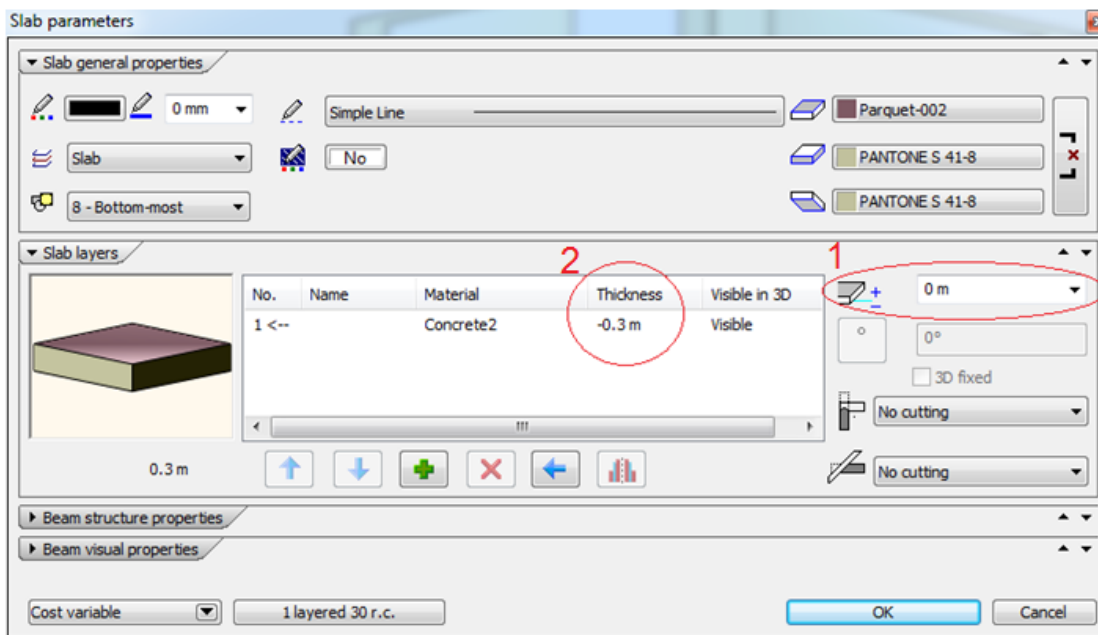 Slab parameters
Slab general properties
0 mm
Simple Line
Parquet-002
Slab
No
PANTONE S 41-8
8 - Bottom-most
PANTONE S 41-8
Slab layers
2
1
No. Name Material Thickness Visible in 3D
1 <-- Concrete2 -0.3 m Visible
0 m
0°
3D fixed
No cutting
0.3 m
No cutting
Beam structure properties
Beam visual properties
Cost variable
1 layered 30 r.c.
OK
Cancel